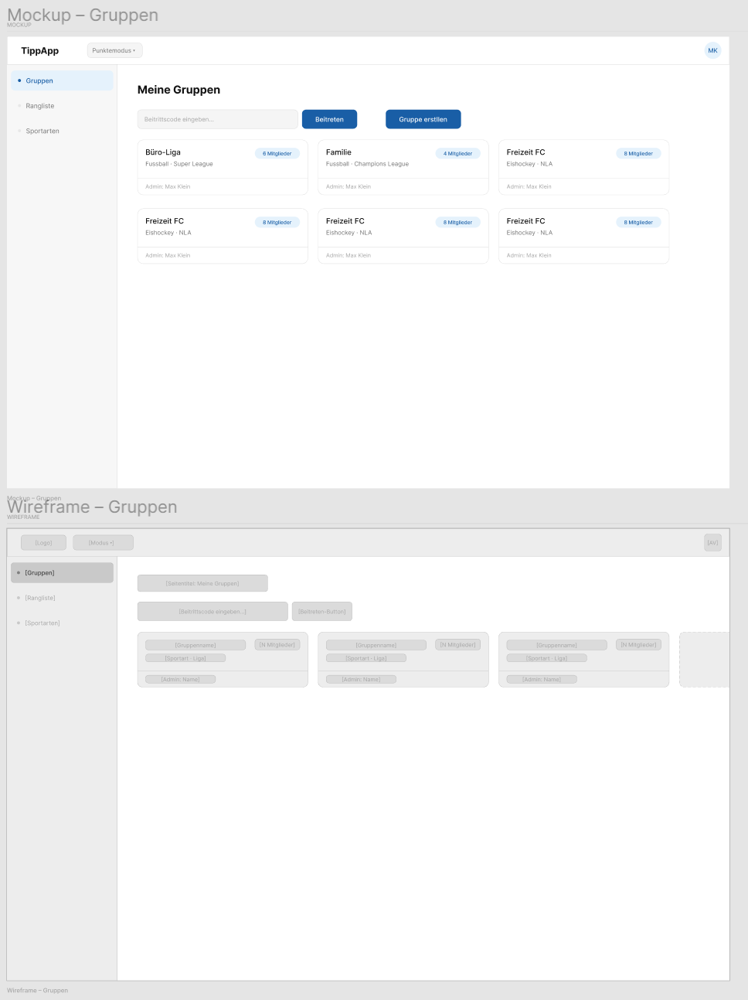 Mockup – Gruppen
MOCKUP
TippApp
Punktemodus ▾
MK
Gruppen
Rangliste
Sportarten
Meine Gruppen
Beitrittscode eingeben...
Beitreten
Gruppe erstllen
Büro-Liga
6 Mitglieder
Fussball · Super League
Admin: Max Klein
Familie
4 Mitglieder
Fussball · Champions League
Admin: Max Klein
Freizeit FC
8 Mitglieder
Eishockey · NLA
Admin: Max Klein
Freizeit FC
8 Mitglieder
Eishockey · NLA
Admin: Max Klein
Freizeit FC
8 Mitglieder
Eishockey · NLA
Admin: Max Klein
Freizeit FC
8 Mitglieder
Eishockey · NLA
Admin: Max Klein
Mockup – Gruppen
Wireframe – Gruppen
WIREFRAME
[Logo]
[Modus ▾]
[AV]
[Gruppen]
[Rangliste]
[Sportarten]
[Seitentitel: Meine Gruppen]
[Beitrittscode eingeben...]
[Beitreten-Button]
[Gruppenname]
[N Mitglieder]
[Sportart · Liga]
[Admin: Name]
[Gruppenname]
[N Mitglieder]
[Sportart · Liga]
[Admin: Name]
[Gruppenname]
[N Mitglieder]
[Sportart · Liga]
[Admin: Name]
Wireframe – Gruppen